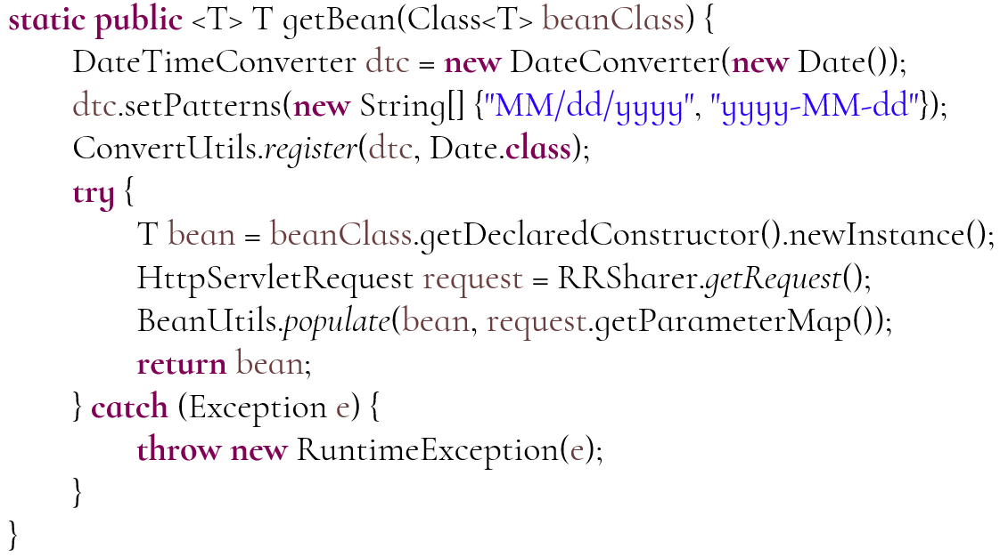 static public <T> T getBean(Class<T> beanClass) {
DateTimeConverter dtc = new DateConverter(new Date());
dtc.setPatterns(new String[] {"MM/dd/yyyy", "yyyy-MM-dd"});
ConvertUtils.register(dtc, Date.class);
try {
T bean = beanClass.getDeclaredConstructor().newInstance();
HttpServletRequest request = RRSharer.getRequest();
BeanUtils.populate(bean, request.getParameterMap());
return bean;
} catch (Exception e) {
throw new RuntimeException(e);
}
}